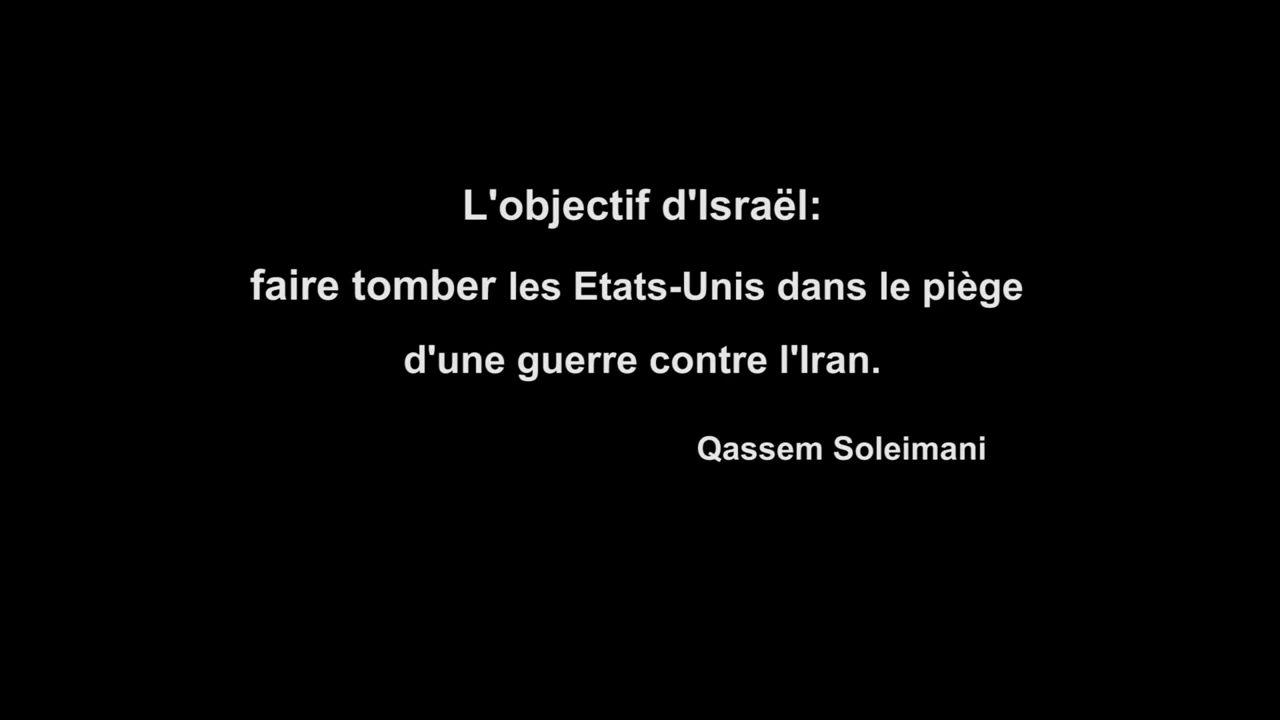 L'objectif d'Israël:
faire tomber les Etats-Unis dans le piège
d'une guerre contre l'Iran.
Qassem Soleimani